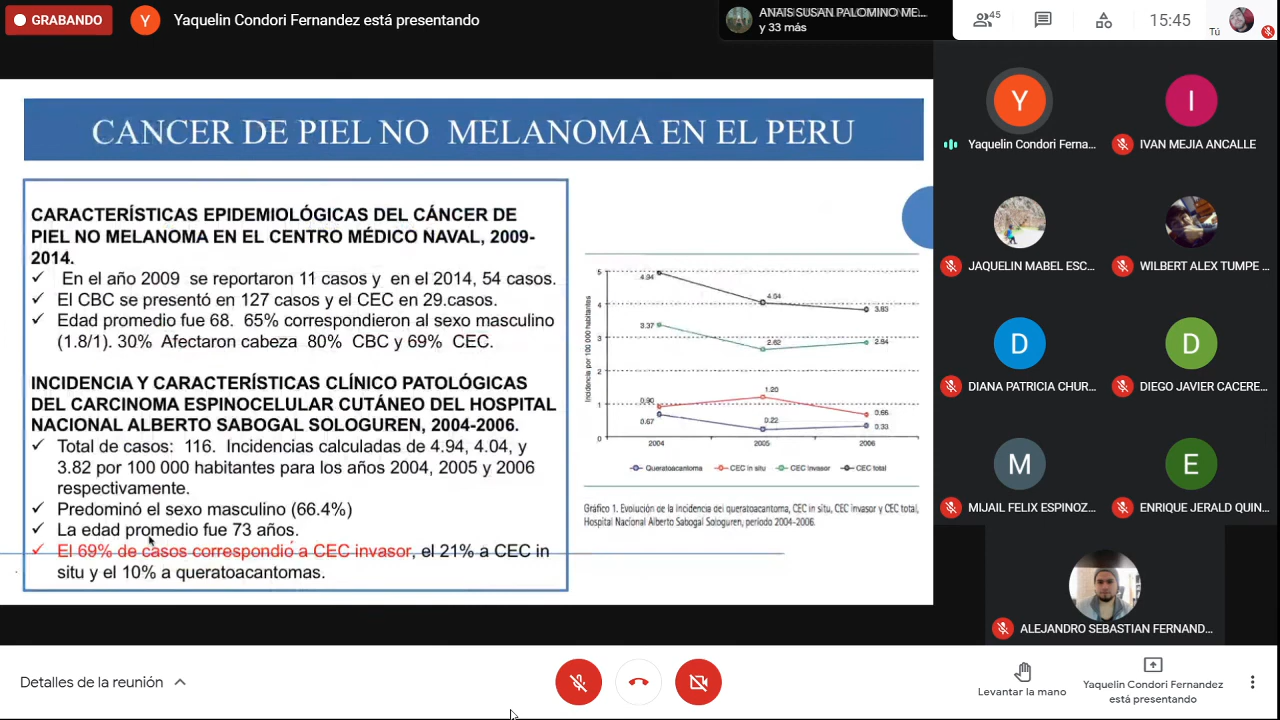 GRABANDO
Y
Yaquelin Condori Fernandez está presentando
ANAIS SUSAN PALOMINO ME...
y 33 más
45
15:45
Tú
CANCER DE PIEL NO MELANOMA EN EL PERU
CARACTERÍSTICAS EPIDEMIOLÓGICAS DEL CÁNCER DE
PIEL NO MELANOMA EN EL CENTRO MÉDICO NAVAL, 2009-
2014.
✓ En el año 2009 se reportaron 11 casos y en el 2014, 54 casos.
✓ El CBC se presentó en 127 casos y el CEC en 29.casos.
✓ Edad promedio fue 68. 65% correspondieron al sexo masculino
(1.8/1). 30% Afectaron cabeza 80% CBC y 69% CEC.
INCIDENCIA Y CARACTERÍSTICAS CLÍNICO PATOLÓGICAS
DEL CARCINOMA ESPINOCELULAR CUTÁNEO DEL HOSPITAL
NACIONAL ALBERTO SABOGAL SOLOGUREN, 2004-2006.
✓ Total de casos: 116. Incidencias calculadas de 4.94, 4.04, y
3.82 por 100 000 habitantes para los años 2004, 2005 y 2006
respectivamente.
✓ Predominó el sexo masculino (66.4%)
✓ La edad promedio fue 73 años.
✓ El 69% de casos correspondió a CEC invasor, el 21% a CEC in
situ y el 10% a queratoacantomas.
Incidencia por 100 000 habitantes
5
4
3
2
1
0
4.94
4.04
3.83
3.37
2.62
2.84
0.90
1.20
0.66
0.67
0.22
0.33
2004
2005
2006
Queratoacantoma
CEC in situ
CEC invasor
CEC total
Gráfico 1. Evolución de la incidencia del queratoacantoma, CEC in situ, CEC invasor y CEC total,
Hospital Nacional Alberto Sabogal Sologuren, período 2004-2006.
Y
Yaquelin Condori Ferna...
I
IVAN MEJIA ANCALLE
JAQUELIN MABEL ESC...
WILBERT ALEX TUMPE ...
D
DIANA PATRICIA CHUR...
D
DIEGO JAVIER CACERE...
M
MIJAIL FELIX ESPINOZ...
E
ENRIQUE JERALD QUIN...
ALEJANDRO SEBASTIAN FERNAND...
Detalles de la reunión
Levantar la mano
Yaquelin Condori Fernandez
está presentando